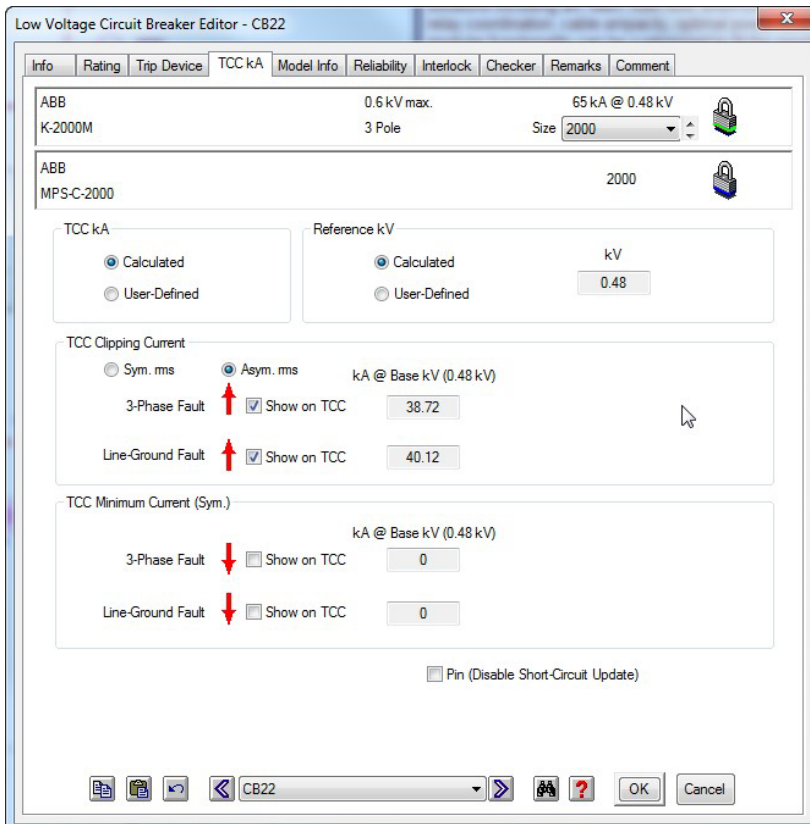 Low Voltage Circuit Breaker Editor - CB22
Info Rating Trip Device TCC kA Model Info Reliability Interlock Checker Remarks Comment
ABB 0.6 kV max. 65 kA @ 0.48 kV
K-2000M 3 Pole Size 2000
ABB
MPS-C-2000 2000
TCC kA Reference kV
Calculated Calculated kV
User-Defined User-Defined 0.48
TCC Clipping Current
Sym. rms Asym. rms kA @ Base kV (0.48 kV)
3-Phase Fault Show on TCC 38.72
Line-Ground Fault Show on TCC 40.12
TCC Minimum Current (Sym.)
kA @ Base kV (0.48 kV)
3-Phase Fault Show on TCC 0
Line-Ground Fault Show on TCC 0
Pin (Disable Short-Circuit Update)
CB22 ? OK Cancel